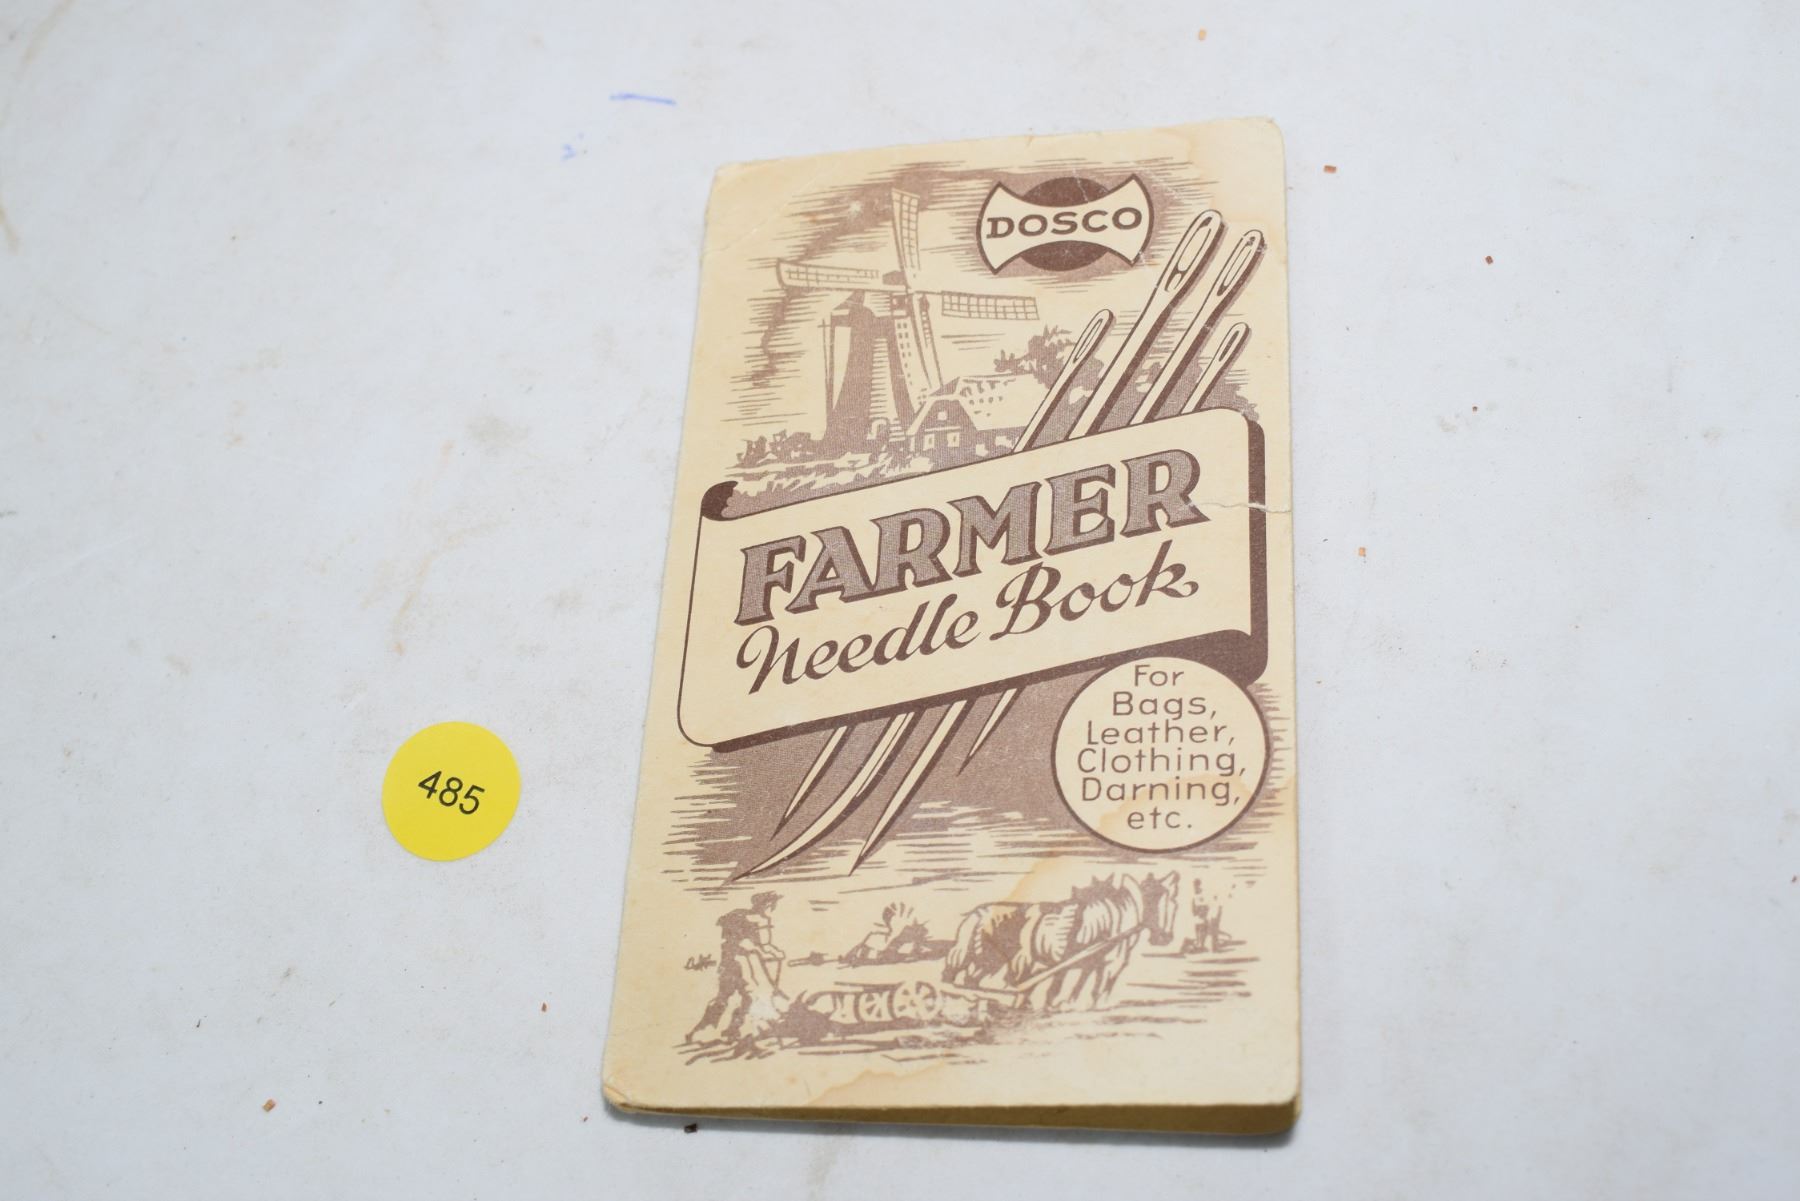 DOSCO
FARMER
Needle Book
For
Bags,
Leather,
Clothing,
Darning,
etc.
485